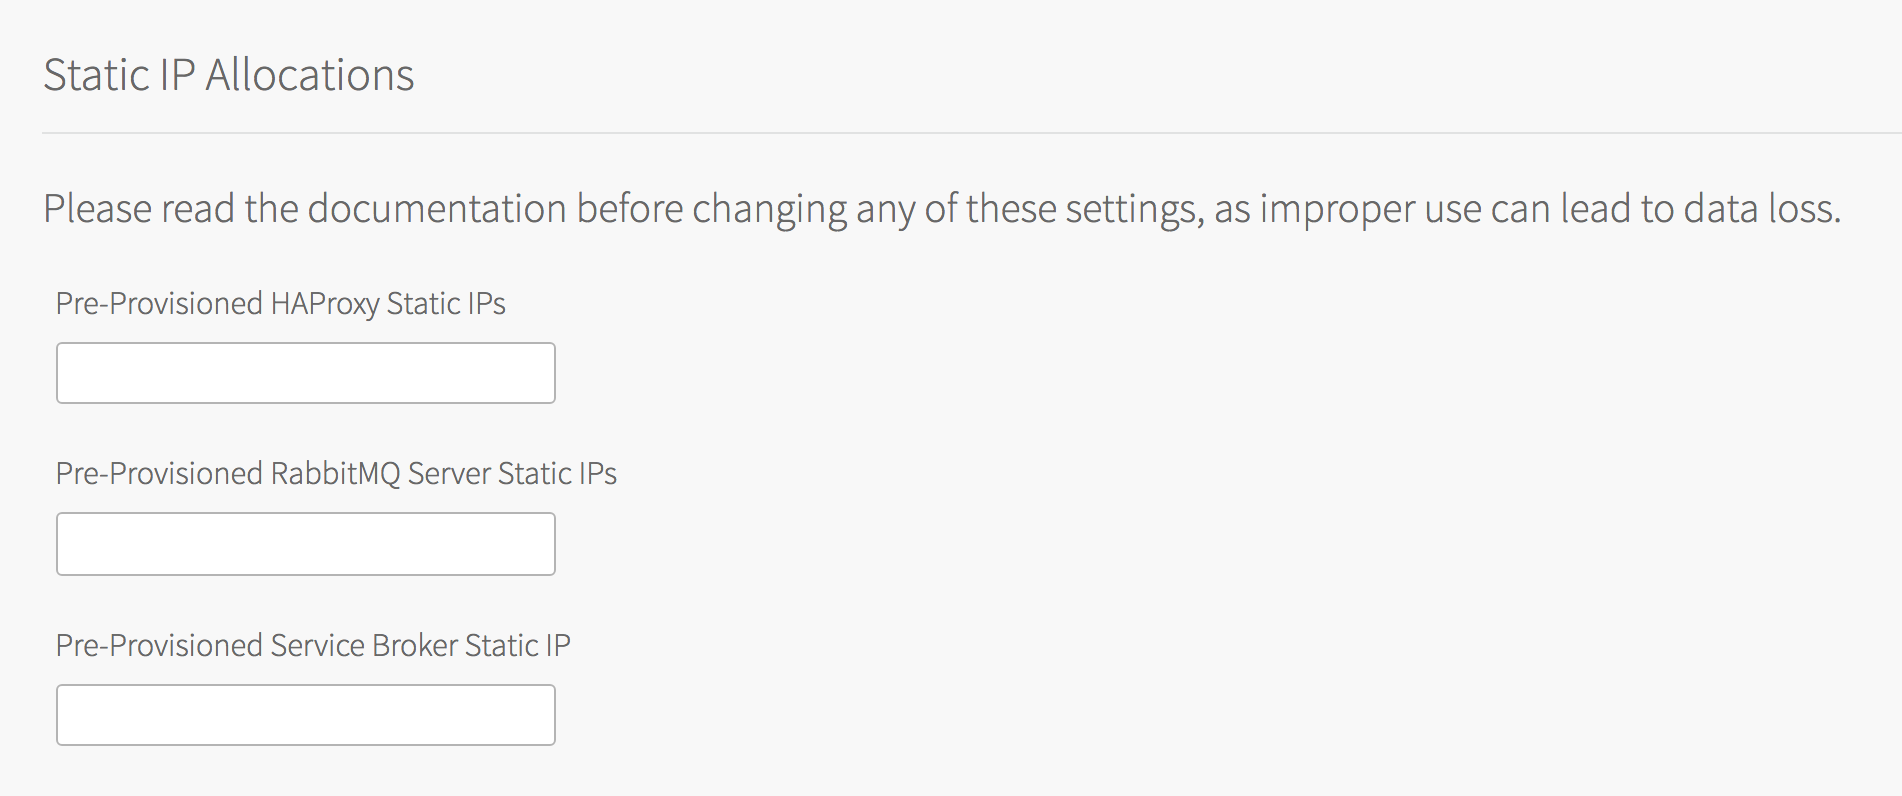 Static IP Allocations
Please read the documentation before changing any of these settings, as improper use can lead to data loss.
Pre-Provisioned HAProxy Static IPs
Pre-Provisioned RabbitMQ Server Static IPs
Pre-Provisioned Service Broker Static IP